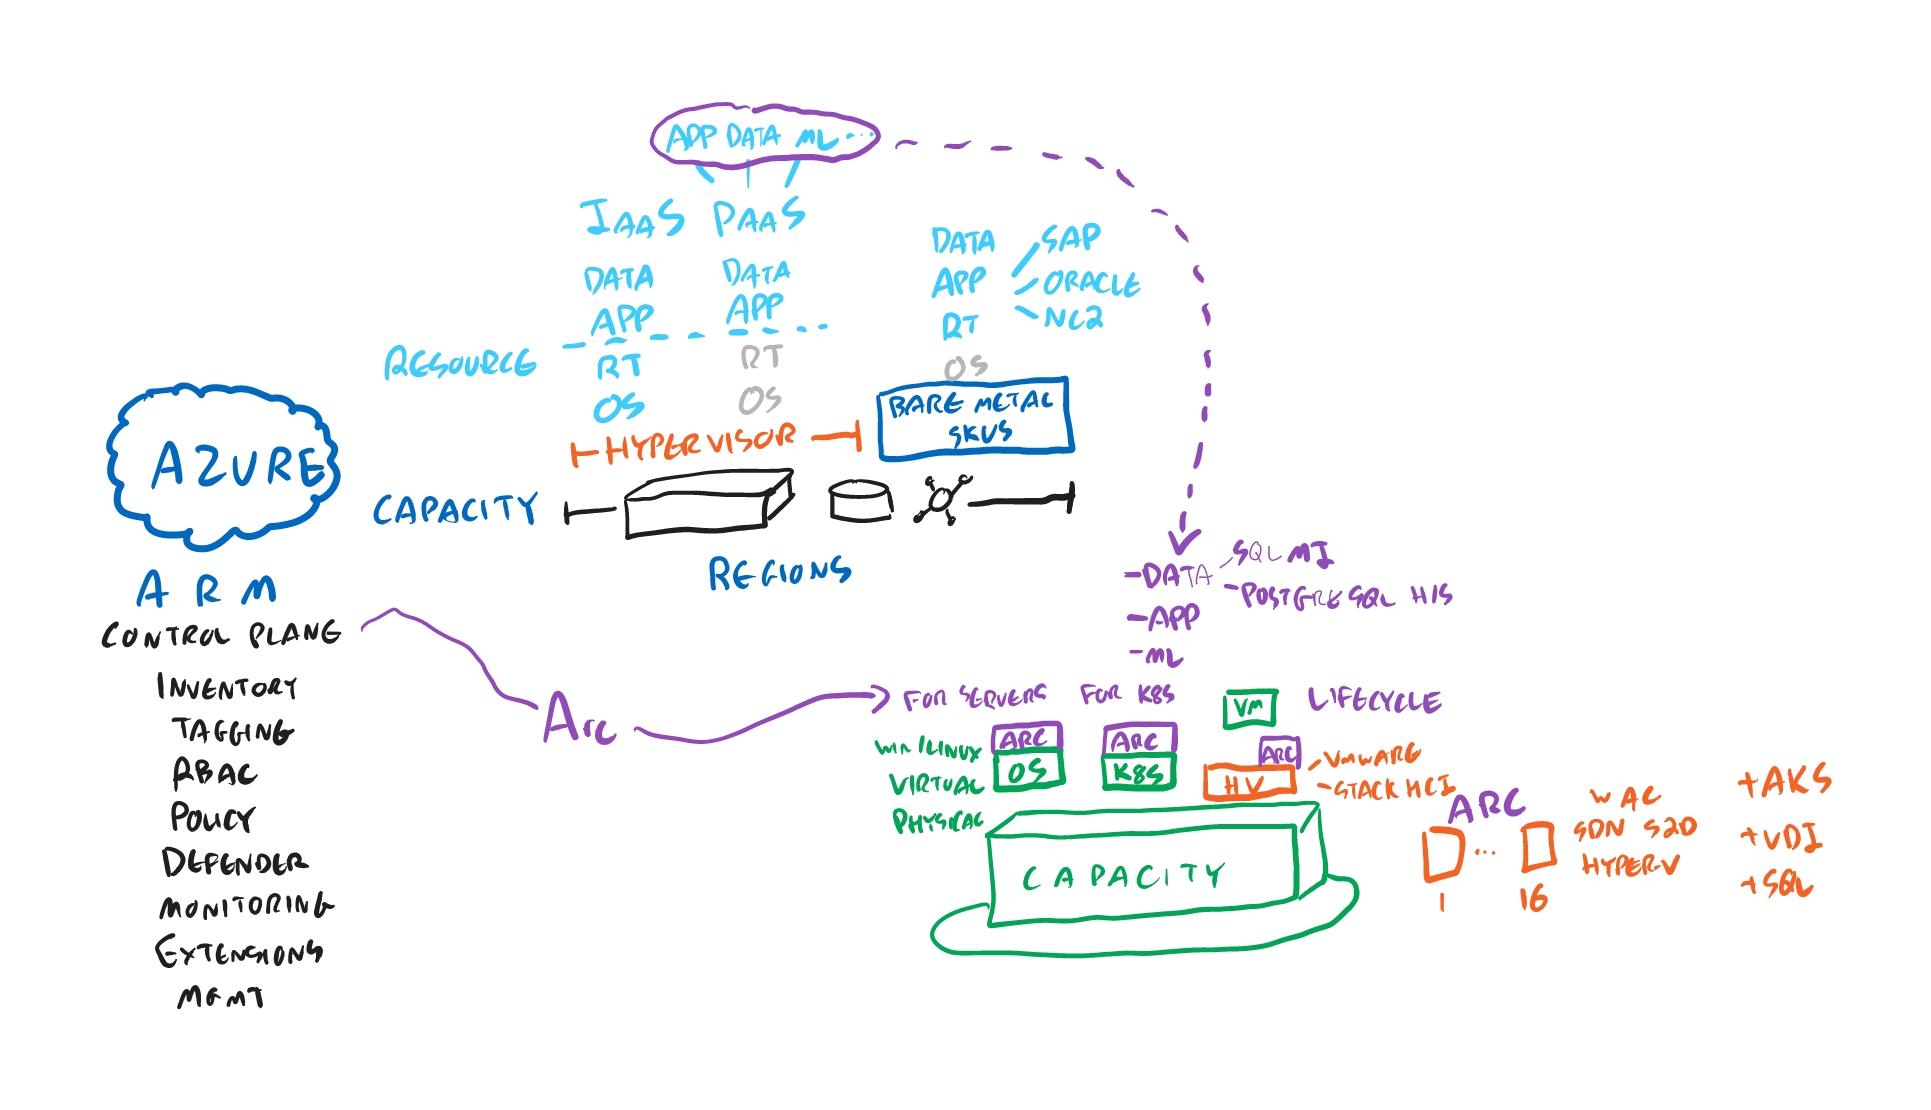 APP DATA ML...
IaaS PaaS
DATA DATA
APP APP
RESOURCE
RT RT
OS OS
HYPERVISOR
DATA
APP
RT
OS
SAP
ORACLE
NC2
BARE METAL
SKUS
CAPACITY
REGIONS
AZURE
ARM
CONTROL PLANE
INVENTORY
TAGGING
RBAC
POLICY
DEFENDER
MONITORING
EXTENSIONS
MGMT
Arc
-DATA
-SQL MI
-POSTGRESQL H/S
-APP
-ML
FOR SERVERS FOR K8S
VM
LIFECYCLE
WIN/LINUX
VIRTUAL
PHYSICAL
ARC
OS
ARC
K8S
ARC
HV
-VMWARE
-STACK HCI
CAPACITY
ARC
...
1 16
WAC
SDN S2D
HYPER-V
+AKS
+VDI
+SQL